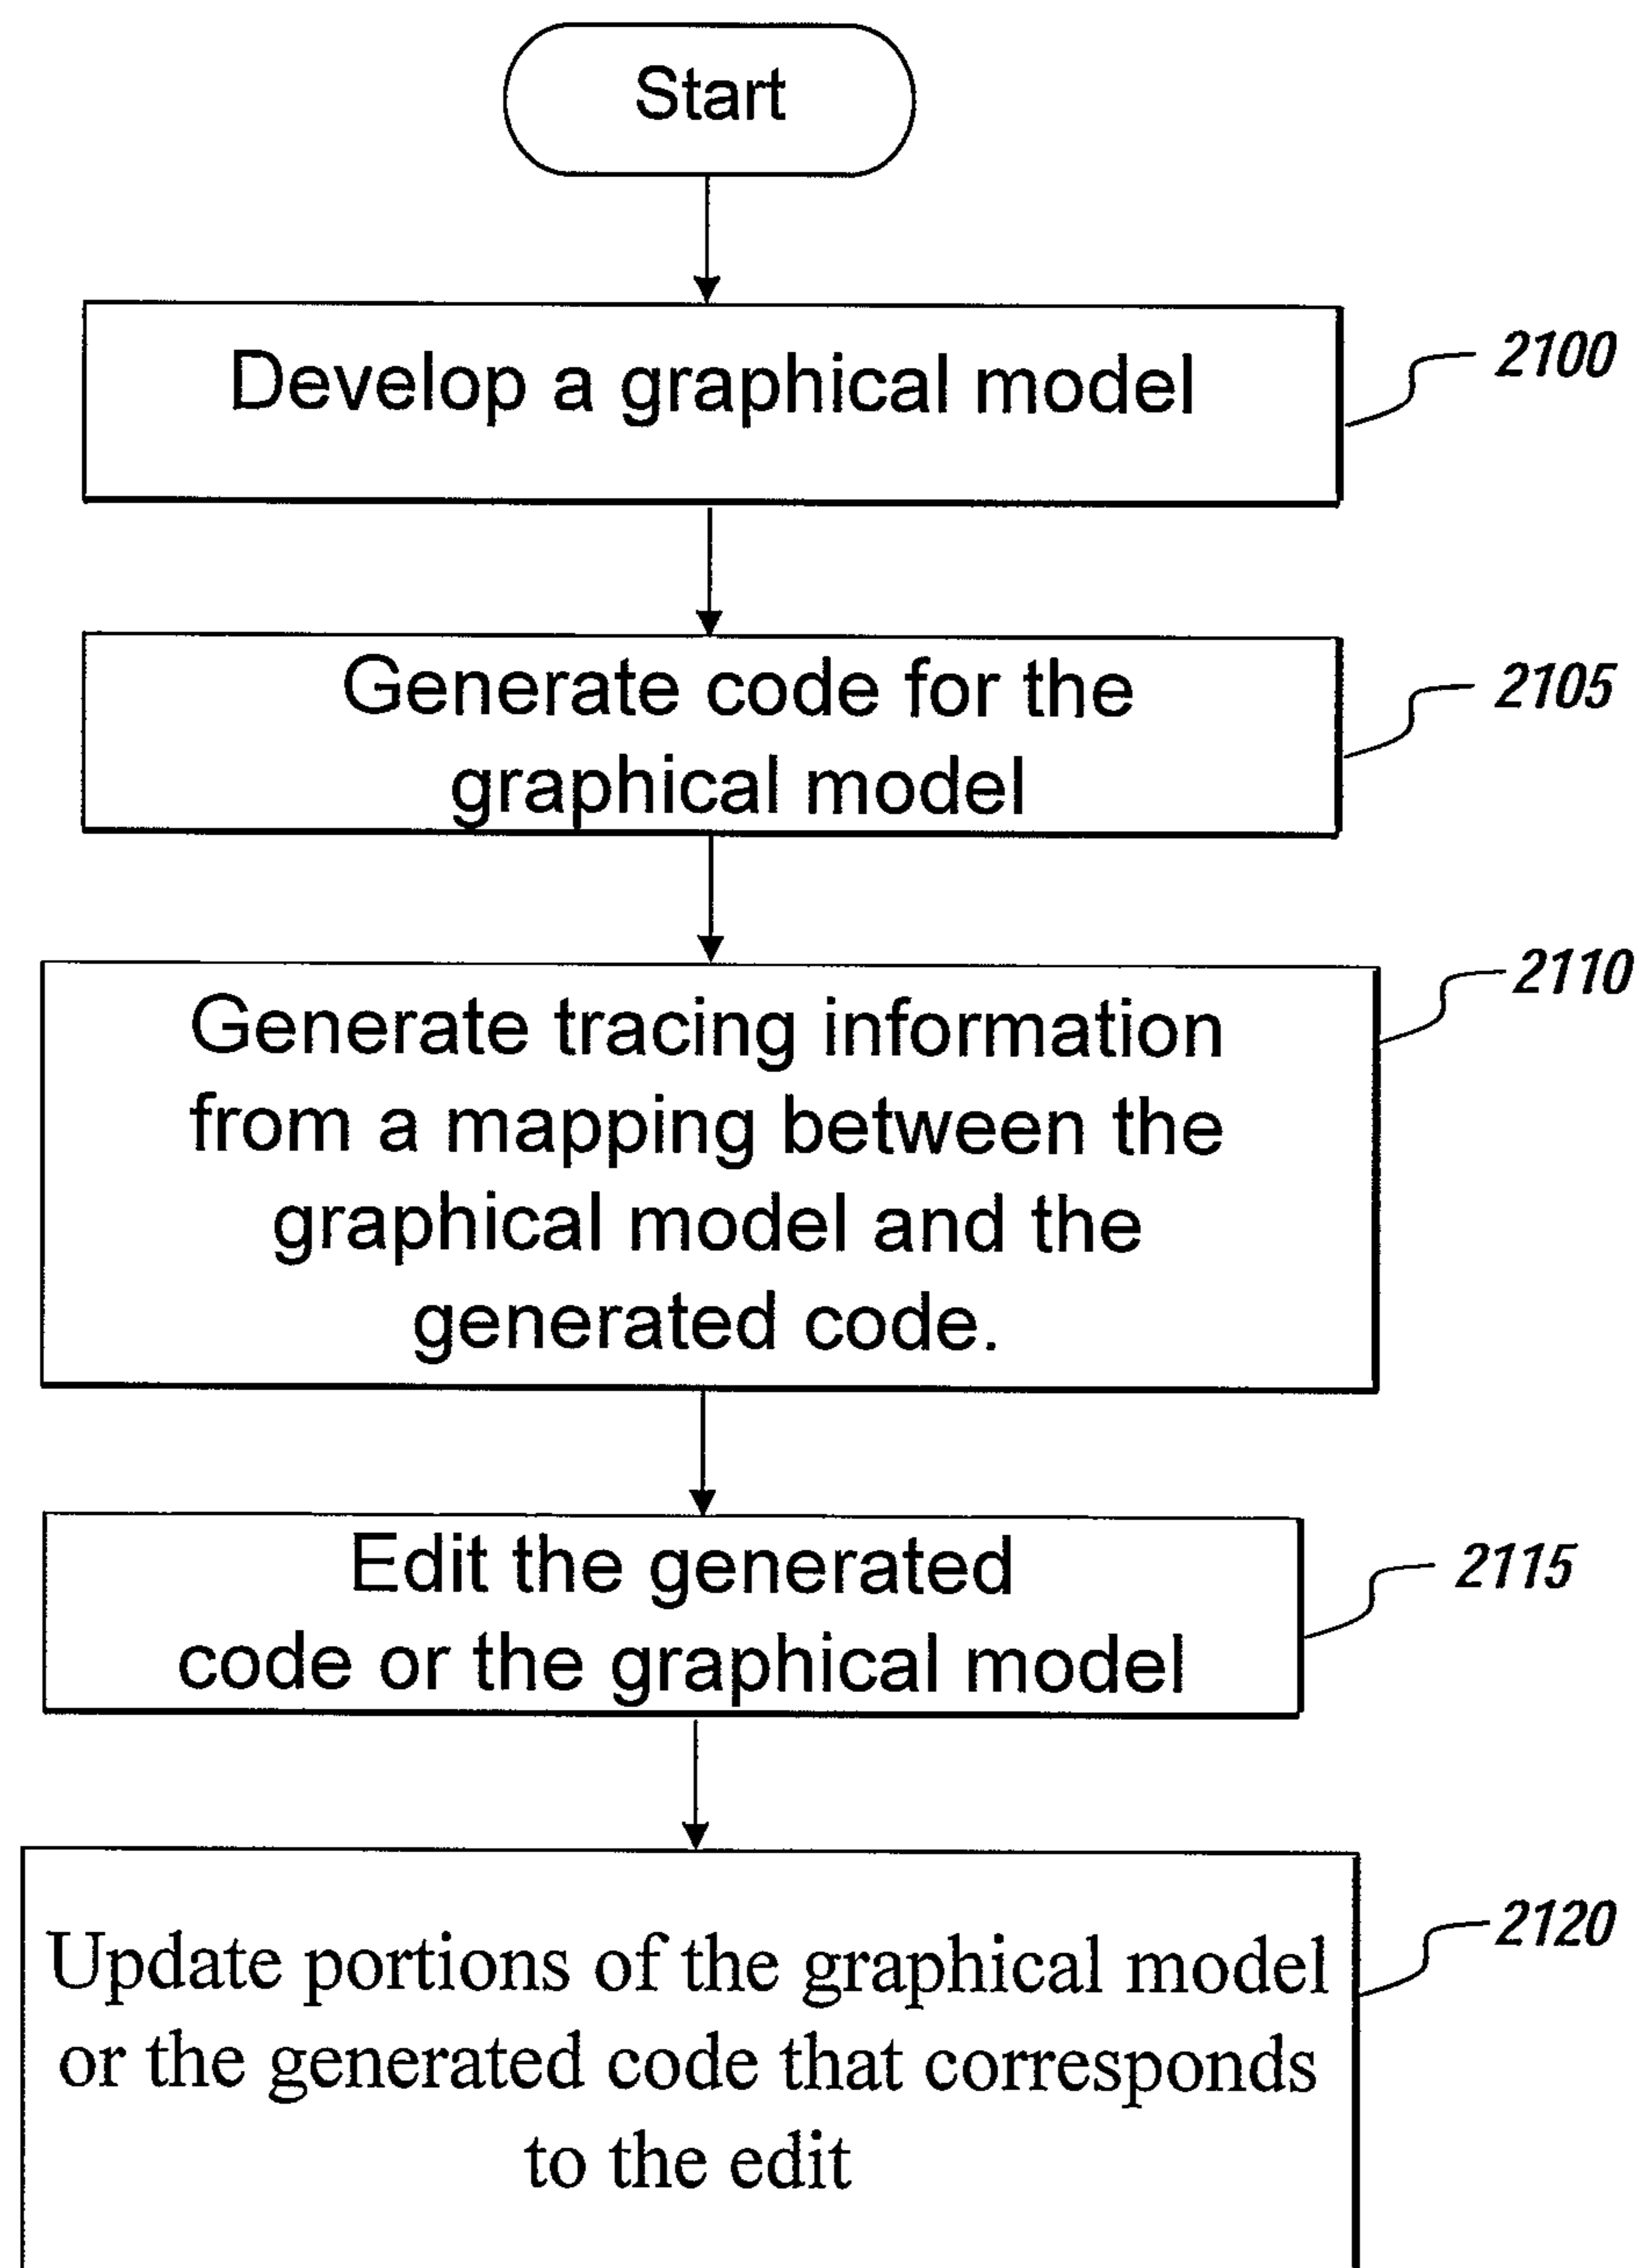 Start
Develop a graphical model
2100
Generate code for the
graphical model
2105
Generate tracing information
from a mapping between the
graphical model and the
generated code.
2110
Edit the generated
code or the graphical model
2115
Update portions of the graphical model
or the generated code that corresponds
to the edit
2120